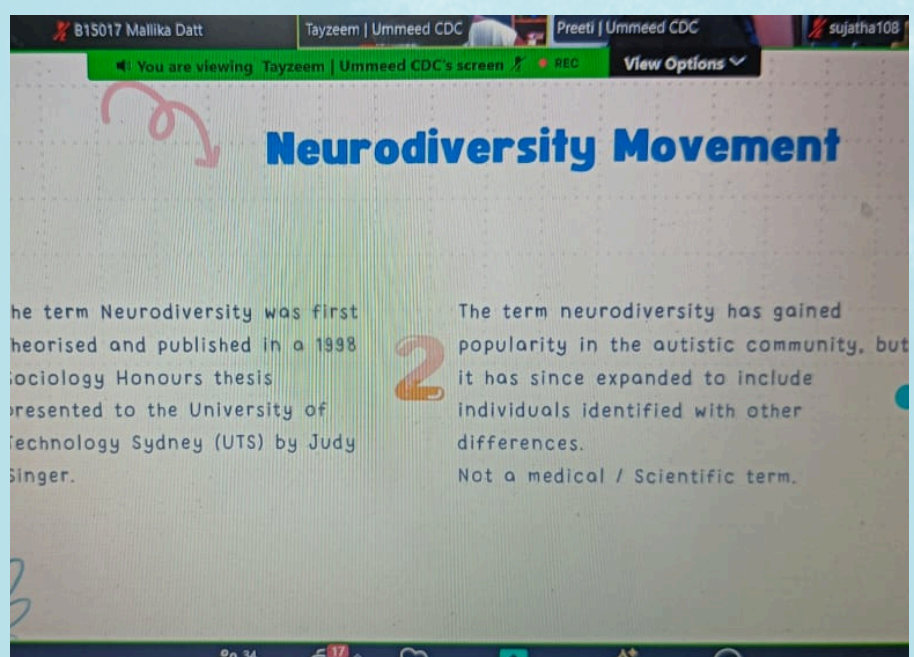 B15017 Mallika Datt
Tayzeem | Ummeed CDC
Preeti | Ummeed CDC
sujatha108
You are viewing Tayzeem | Ummeed CDC's screen
REC
View Options
Neurodiversity Movement
he term Neurodiversity was first
heorised and published in a 1998
ociology Honours thesis
resented to the University of
echnology Sydney (UTS) by Judy
Singer.
2
The term neurodiversity has gained
popularity in the autistic community, but
it has since expanded to include
individuals identified with other
differences.
Not a medical / Scientific term.
34
17